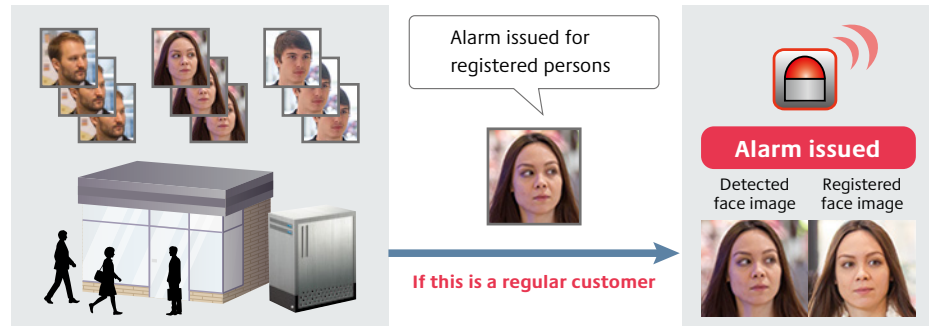 Alarm issued for
registered persons
If this is a regular customer
Alarm issued
Detected
face image
Registered
face image